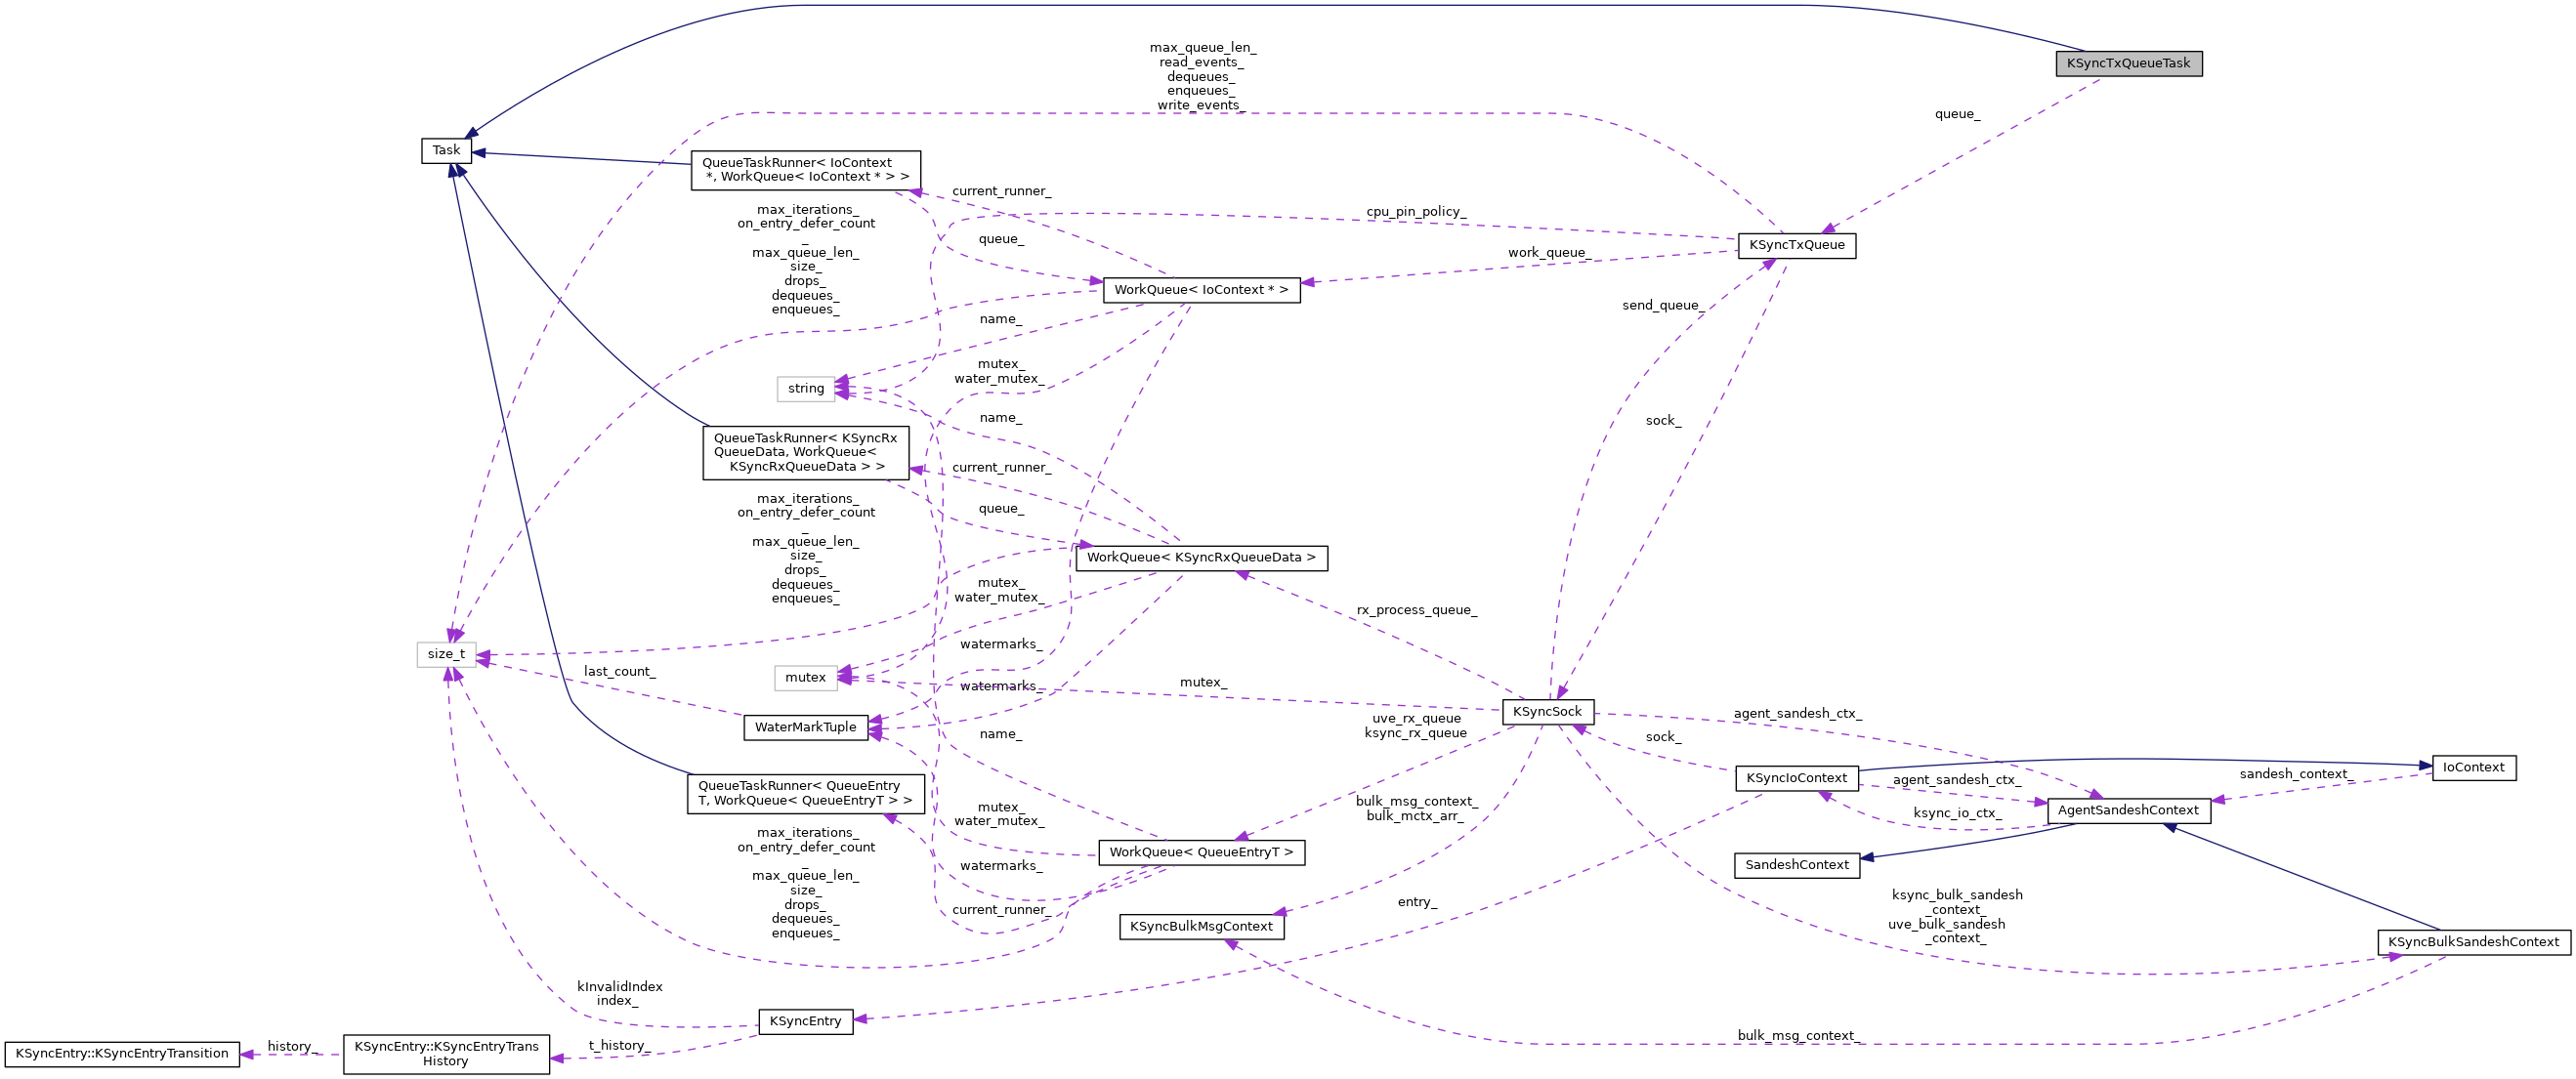 max_queue_len_
read_events_
dequeues_
enqueues_
write_events_
KSyncTxQueueTask
queue_
Task
QueueTaskRunner< IoContext
*, WorkQueue< IoContext * > >
current_runner_
max_iterations_
on_entry_defer_count
_
max_queue_len_
size_
drops_
dequeues_
enqueues_
cpu_pin_policy_
queue_
work_queue_
KSyncTxQueue
WorkQueue< IoContext * >
send_queue_
name_
mutex_
water_mutex_
string
name_
sock_
QueueTaskRunner< KSyncRx
QueueData, WorkQueue<
KSyncRxQueueData > >
current_runner_
max_iterations_
on_entry_defer_count
_
max_queue_len_
size_
drops_
dequeues_
enqueues_
queue_
WorkQueue< KSyncRxQueueData >
mutex_
water_mutex_
rx_process_queue_
size_t
watermarks_
last_count_
mutex
watermarks_
mutex_
KSyncSock
agent_sandesh_ctx_
WaterMarkTuple
name_
uve_rx_queue
ksync_rx_queue
sock_
QueueTaskRunner< QueueEntry
T, WorkQueue< QueueEntryT > >
KSyncIoContext
agent_sandesh_ctx_
sandesh_context_
IoContext
mutex_
water_mutex_
bulk_msg_context_
bulk_mctx_arr_
ksync_io_ctx_
AgentSandeshContext
max_iterations_
on_entry_defer_count
_
max_queue_len_
size_
drops_
dequeues_
enqueues_
WorkQueue< QueueEntryT >
watermarks_
SandeshContext
current_runner_
entry_
KSyncBulkMsgContext
ksync_bulk_sandesh
_context_
uve_bulk_sandesh
_context_
KSyncBulkSandeshContext
kInvalidIndex
index_
KSyncEntry
bulk_msg_context_
KSyncEntry::KSyncEntryTransition
history_
KSyncEntry::KSyncEntryTrans
History
t_history_